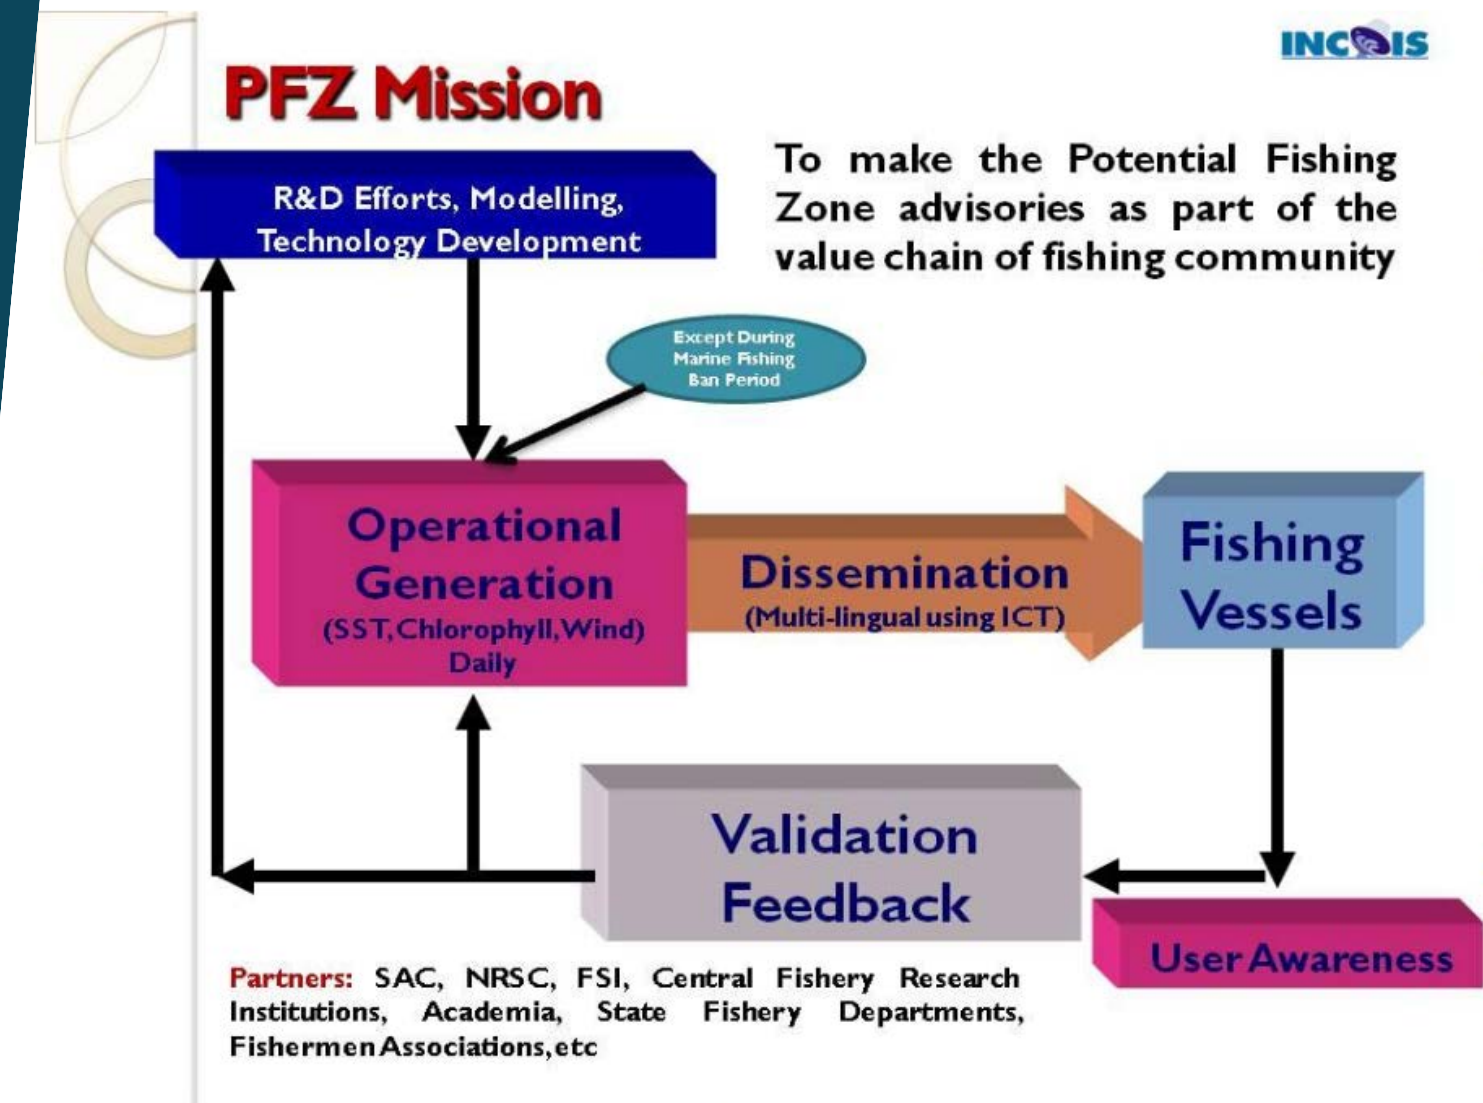 INCOIS
PFZ Mission
To make the Potential Fishing
Zone advisories as part of the
value chain of fishing community
R&D Efforts, Modelling,
Technology Development
Except During
Marine Fishing
Ban Period
Operational
Generation
(SST,Chlorophyll,Wind)
Daily
Dissemination
(Multi-lingual using ICT)
Fishing
Vessels
Validation
Feedback
User Awareness
Partners: SAC, NRSC, FSI, Central Fishery Research
Institutions, Academia, State Fishery Departments,
Fishermen Associations,etc